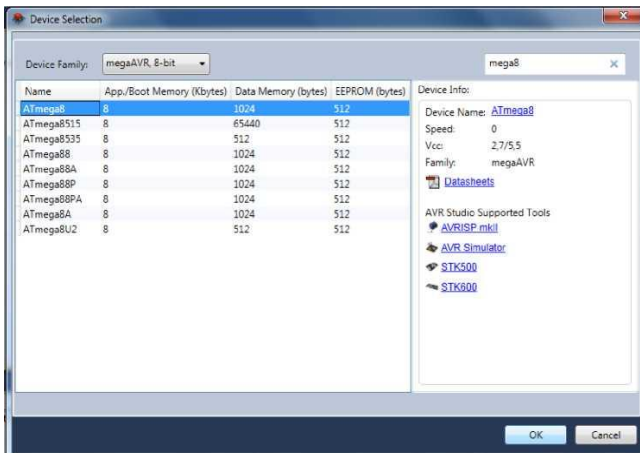 Device Selection
Device Family: megaAVR, 8-bit mega8
Name App./Boot Memory (Kbytes) Data Memory (bytes) EEPROM (bytes)
ATmega8 8 1024 512
ATmega8515 8 65440 512
ATmega8535 8 512 512
ATmega88 8 1024 512
ATmega88A 8 1024 512
ATmega88P 8 1024 512
ATmega88PA 8 1024 512
ATmega8A 8 1024 512
ATmega8U2 8 512 512
Device Info:
Device Name: ATmega8
Speed: 0
Vcc: 2,7/5,5
Family: megaAVR
Datasheets
AVR Studio Supported Tools
AVRISP mkII
AVR Simulator
STK500
STK600
OK Cancel